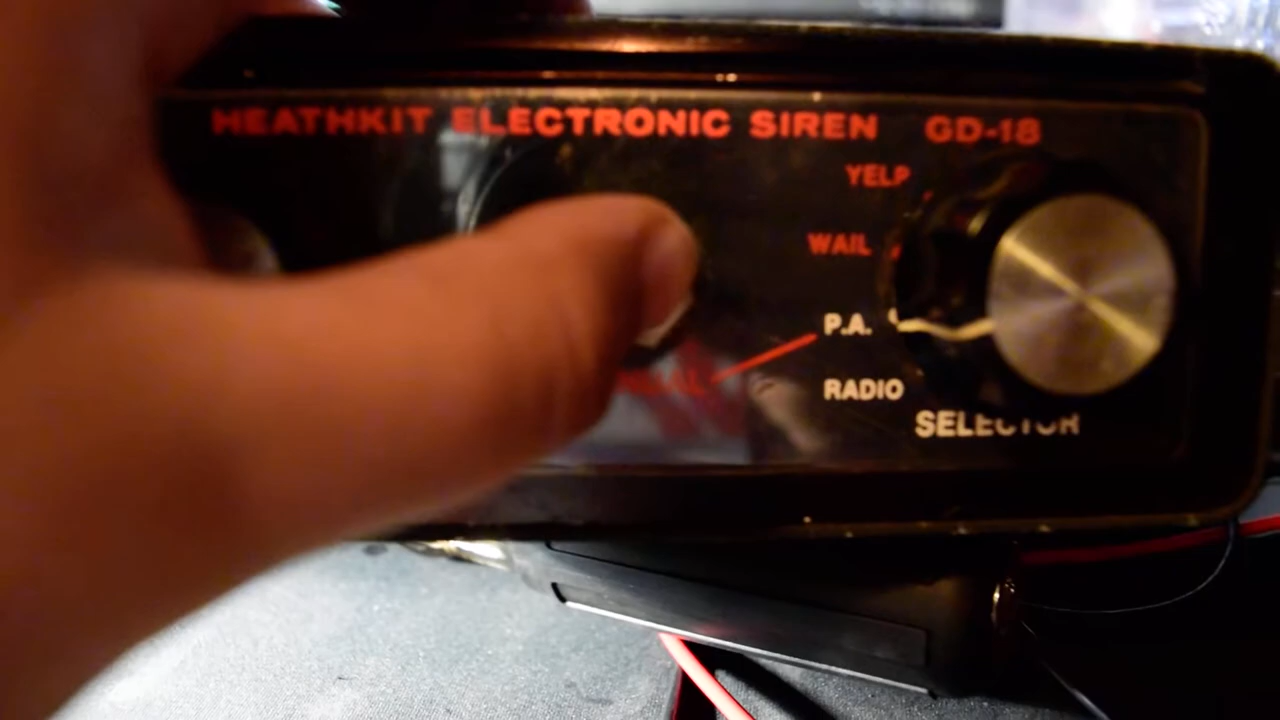 HEATHKIT ELECTRONIC SIREN GD-18
YELP
WAIL
P.A.
RADIO
SELECTOR